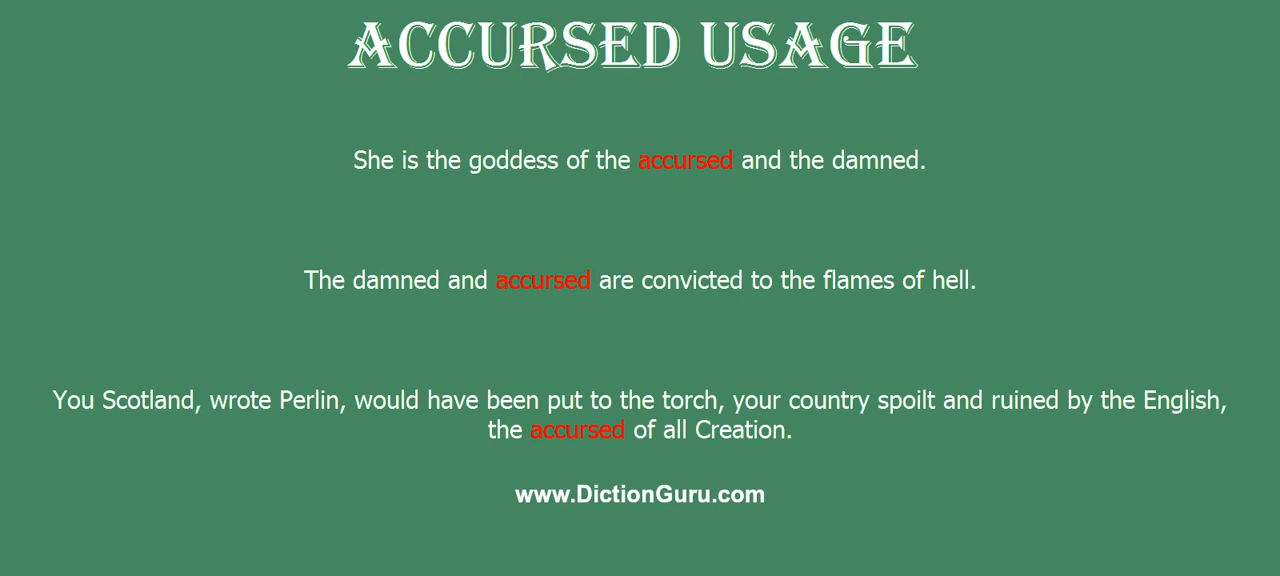 ACCURSED USAGE
She is the goddess of the accursed and the damned.
The damned and accursed are convicted to the flames of hell.
You Scotland, wrote Perlin, would have been put to the torch, your country spoilt and ruined by the English,
the accursed of all Creation.
www.DictionGuru.com